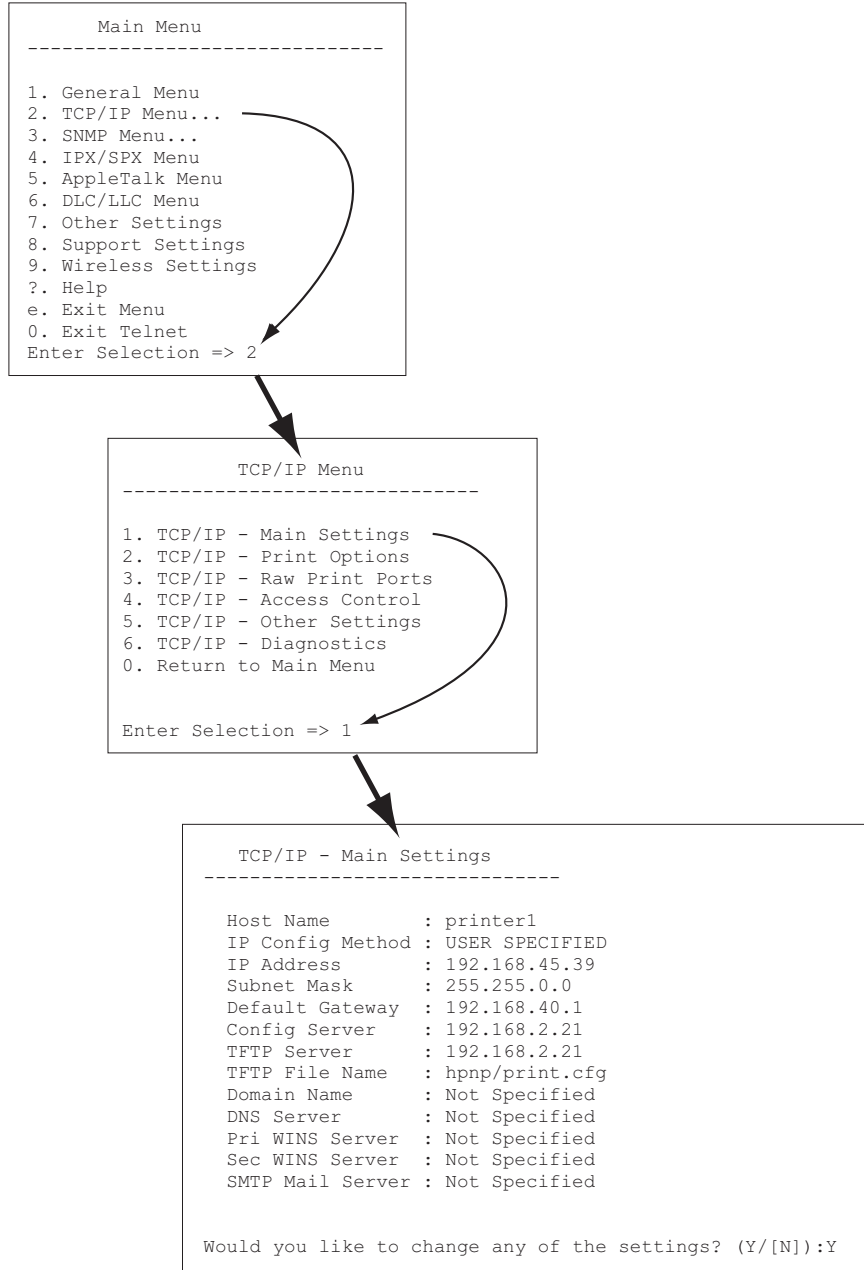 Main Menu
-------------------------------
1. General Menu
2. TCP/IP Menu...
3. SNMP Menu...
4. IPX/SPX Menu
5. AppleTalk Menu
6. DLC/LLC Menu
7. Other Settings
8. Support Settings
9. Wireless Settings
?. Help
e. Exit Menu
0. Exit Telnet
Enter Selection => 2
TCP/IP Menu
-------------------------------
1. TCP/IP - Main Settings
2. TCP/IP - Print Options
3. TCP/IP - Raw Print Ports
4. TCP/IP - Access Control
5. TCP/IP - Other Settings
6. TCP/IP - Diagnostics
0. Return to Main Menu
Enter Selection => 1
TCP/IP - Main Settings
-------------------------------
Host Name : printer1
IP Config Method : USER SPECIFIED
IP Address : 192.168.45.39
Subnet Mask : 255.255.0.0
Default Gateway : 192.168.40.1
Config Server : 192.168.2.21
TFTP Server : 192.168.2.21
TFTP File Name : hpnp/print.cfg
Domain Name : Not Specified
DNS Server : Not Specified
Pri WINS Server : Not Specified
Sec WINS Server : Not Specified
SMTP Mail Server : Not Specified
Would you like to change any of the settings? (Y/[N]):Y